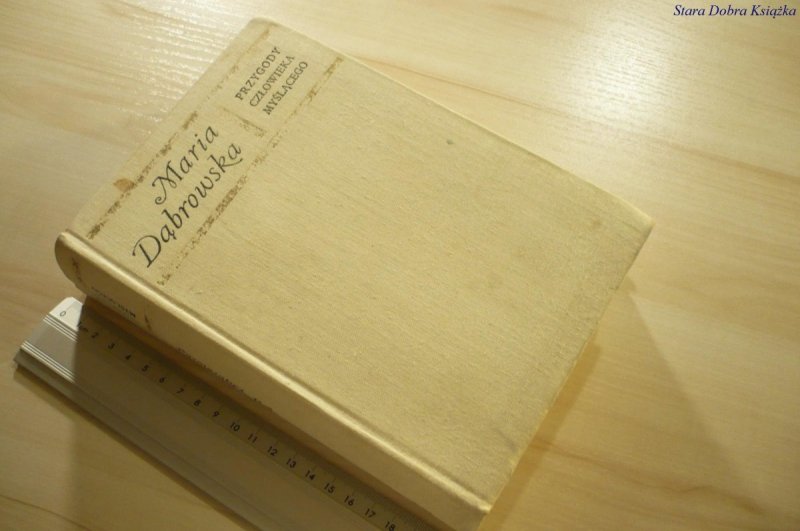 Stara Dobra Książka
Maria
Dąbrowska
PRZYGODY
CZŁOWIEKA
MYŚLĄCEGO
0 2 3 4 5 6 7 8 9 10 11 12 13 14 15 16 17 18